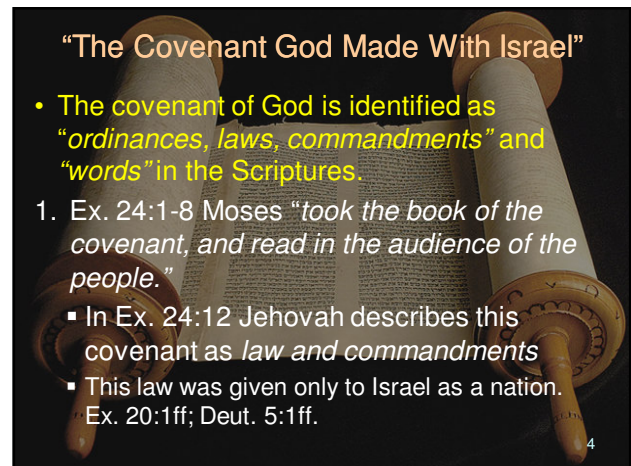 “The Covenant God Made With Israel”
• The covenant of God is identified as
“ordinances, laws, commandments” and
“words” in the Scriptures.
1. Ex. 24:1-8 Moses “took the book of the
covenant, and read in the audience of the
people.”
▪ In Ex. 24:12 Jehovah describes this
covenant as law and commandments
▪ This law was given only to Israel as a nation.
Ex. 20:1ff; Deut. 5:1ff.
4